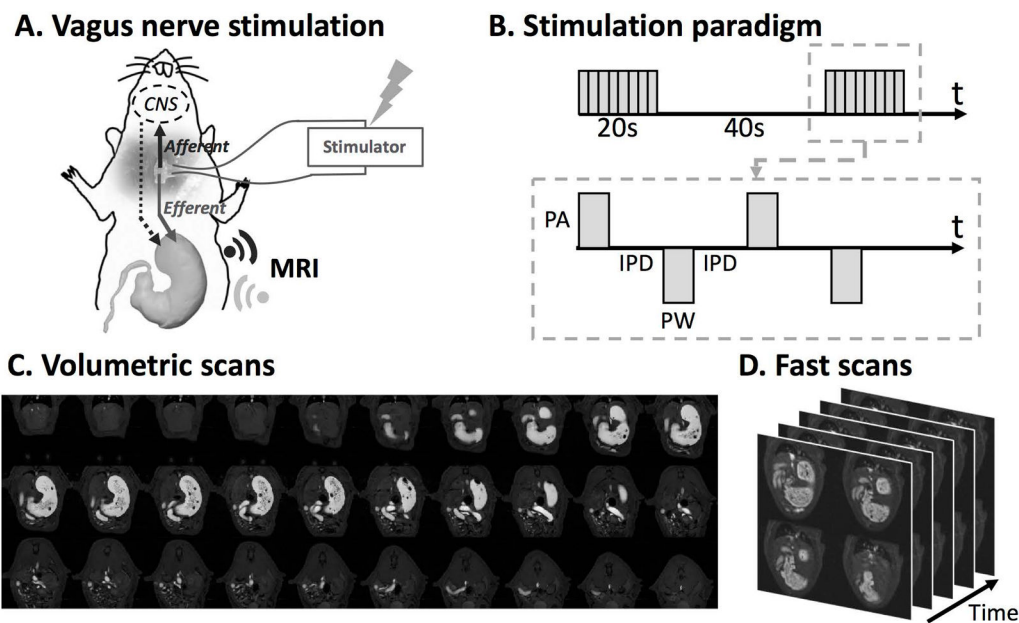 A. Vagus nerve stimulation
CNS
Afferent
Stimulator
Efferent
MRI
B. Stimulation paradigm
t
20s
40s
PA
t
IPD
IPD
PW
C. Volumetric scans
D. Fast scans
Time